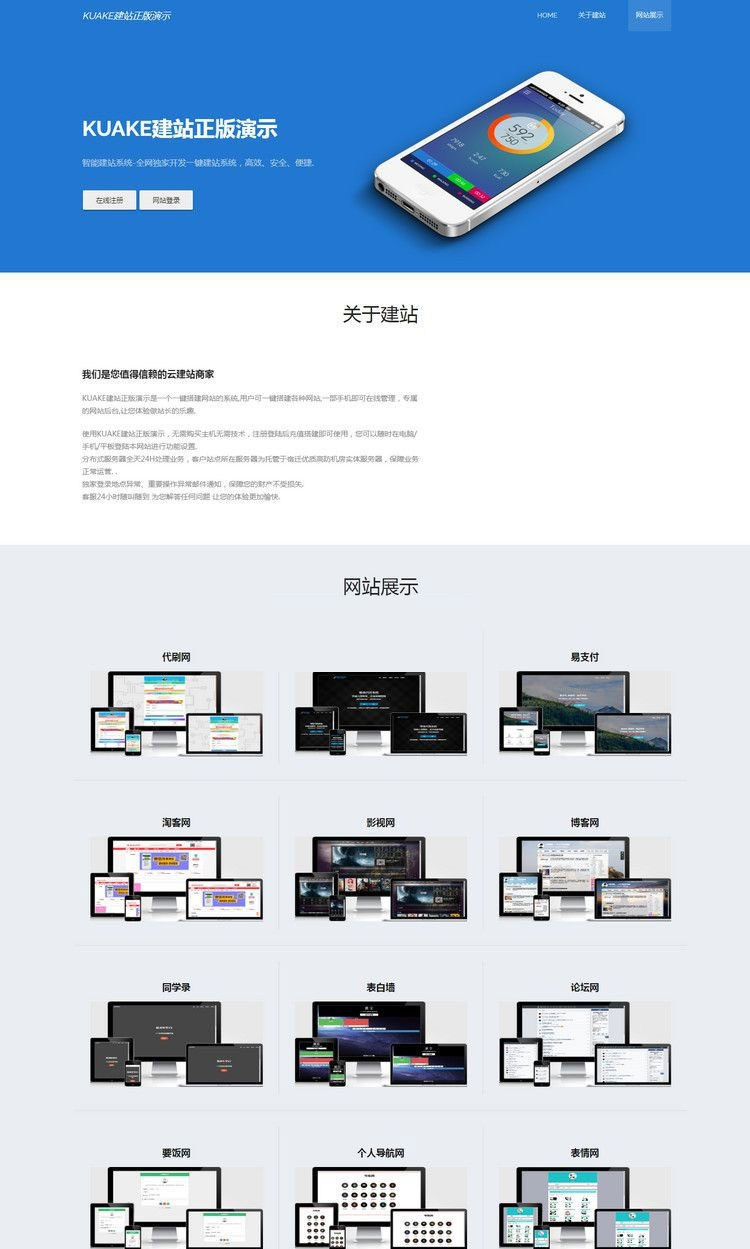 KUAKE建站正版演示
HOME
关于建站
网站展示
KUAKE建站正版演示
智能建站系统-全网独家开发一键建站系统，高效、安全、便捷.
在线注册
网站登录
592
750
7918
2.47
730
关于建站
我们是您值得信赖的云建站商家
KUAKE建站正版演示是一个一键搭建网站的系统,用户可一键搭建各种网站,一部手机即可在线管理，专属
的网站后台,让您体验做站长的乐趣.
使用KUAKE建站正版演示，无需购买主机无需技术，注册登陆后充值搭建即可使用，您可以随时在电脑/
手机/平板登陆本网站进行功能设置.
分布式服务器全天24H处理业务，客户站点所在服务器为托管于宿迁优质高防机房实体服务器，保障业务
正常运营. .
独家登录地点异常、重要操作异常邮件通知，保障您的财产不受损失.
客服24小时随叫随到 为您解答任何问题 让您的体验更加愉快.
网站展示
代刷网
易支付
淘客网
影视网
博客网
同学录
表白墙
论坛网
要饭网
个人导航网
表情网